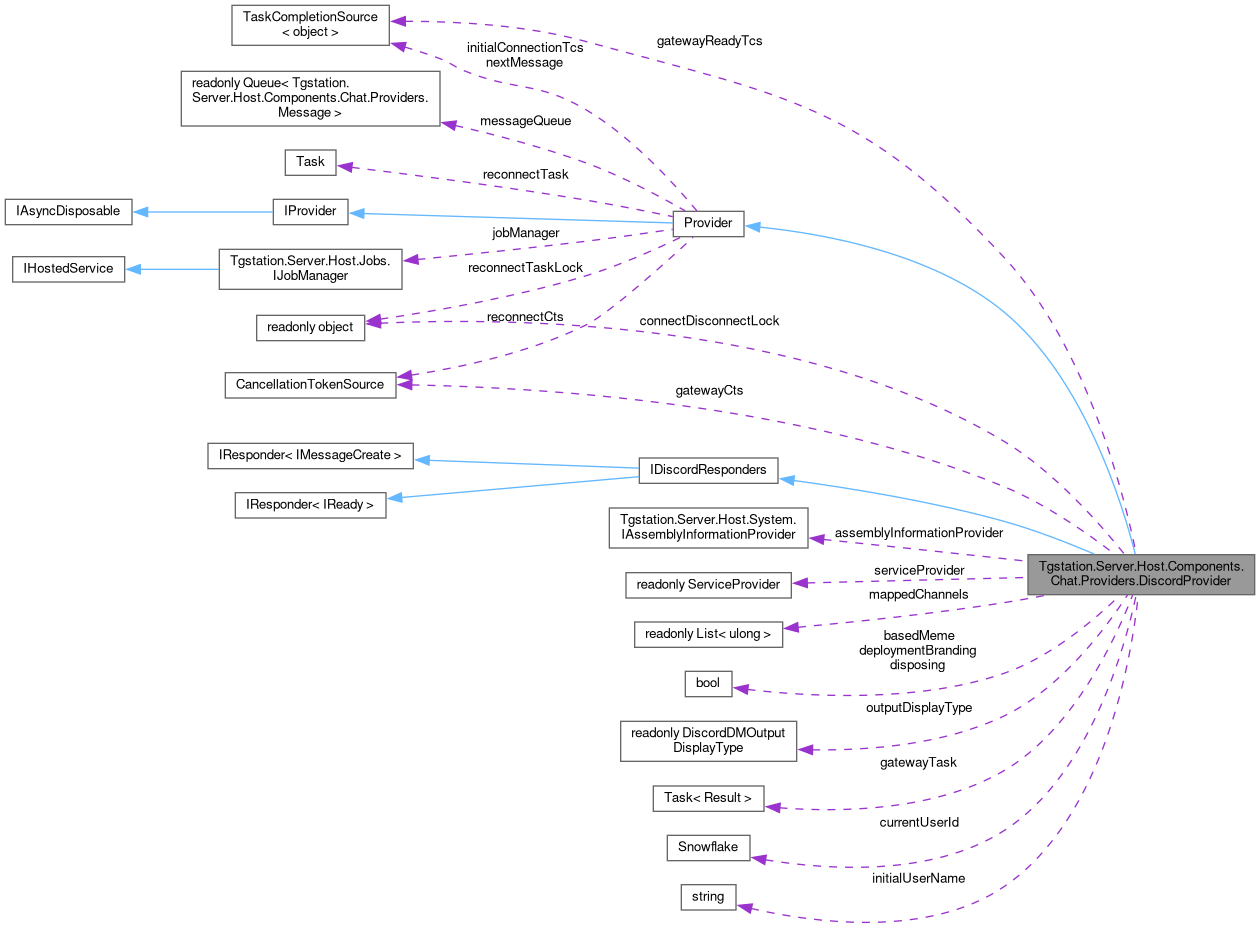 TaskCompletionSource
< object >
gatewayReadyTcs
initialConnectionTcs
nextMessage
readonly Queue< Tgstation.
Server.Host.Components.Chat.Providers.
Message >
messageQueue
Task
reconnectTask
IAsyncDisposable
IProvider
Provider
jobManager
Tgstation.Server.Host.Jobs.
IJobManager
IHostedService
reconnectTaskLock
readonly object
reconnectCts
connectDisconnectLock
CancellationTokenSource
gatewayCts
IResponder< IMessageCreate >
IDiscordResponders
IResponder< IReady >
Tgstation.Server.Host.System.
IAssemblyInformationProvider
assemblyInformationProvider
Tgstation.Server.Host.Components.
Chat.Providers.DiscordProvider
serviceProvider
readonly ServiceProvider
mappedChannels
readonly List< ulong >
basedMeme
deploymentBranding
disposing
bool
outputDisplayType
readonly DiscordDMOutput
DisplayType
gatewayTask
Task< Result >
currentUserId
Snowflake
initialUserName
string